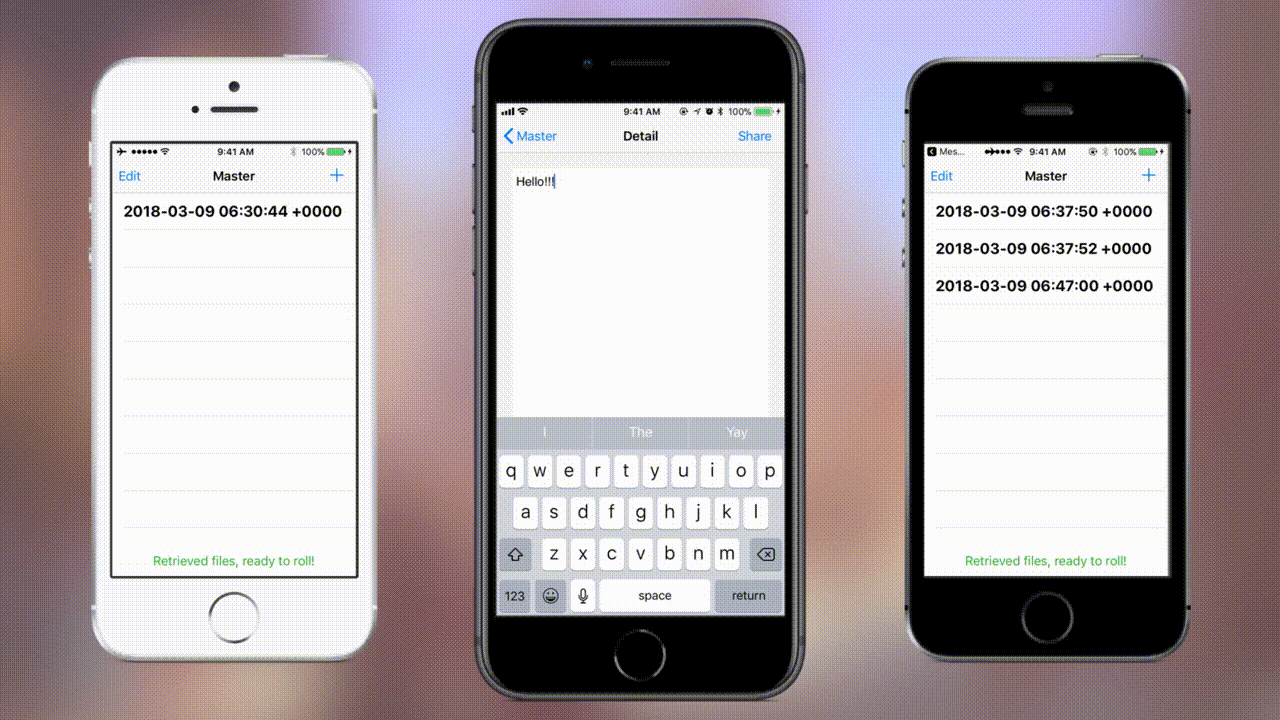 9:41 AM 100%
Edit Master +
2018-03-09 06:30:44 +0000
Retrieved files, ready to roll!
9:41 AM 100%
Master Detail Share
Hello!!!
I The Yay
q w e r t y u i o p
a s d f g h j k l
z x c v b n m
123 space return
Mes... 9:41 AM 100%
Edit Master +
2018-03-09 06:37:50 +0000
2018-03-09 06:37:52 +0000
2018-03-09 06:47:00 +0000
Retrieved files, ready to roll!